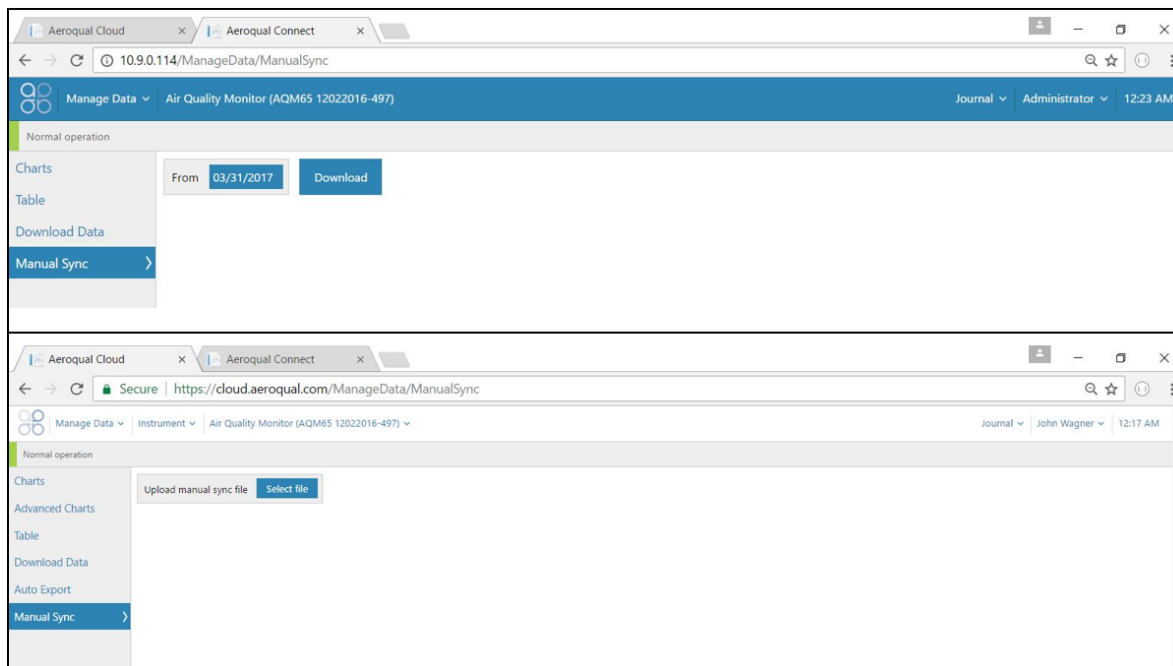 Aeroqual Cloud Aeroqual Connect
10.9.0.114/ManageData/ManualSync
Manage Data Air Quality Monitor (AQM65 12022016-497) Journal Administrator 12:23 AM
Normal operation
Charts
From 03/31/2017 Download
Table
Download Data
Manual Sync
Aeroqual Cloud Aeroqual Connect
Secure https://cloud.aeroqual.com/ManageData/ManualSync
Manage Data Instrument Air Quality Monitor (AQM65 12022016-497) Journal John Wagner 12:17 AM
Normal operation
Charts
Upload manual sync file Select file
Advanced Charts
Table
Download Data
Auto Export
Manual Sync